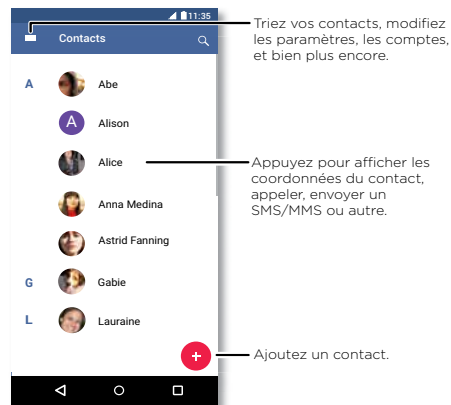 11:35
Contacts
Triez vos contacts, modifiez
les paramètres, les comptes,
et bien plus encore.
A
Abe
A
Alison
Alice
Appuyez pour afficher les
coordonnées du contact,
appeler, envoyer un
SMS/MMS ou autre.
Anna Medina
Astrid Fanning
G
Gabie
L
Lauraine
+
Ajoutez un contact.